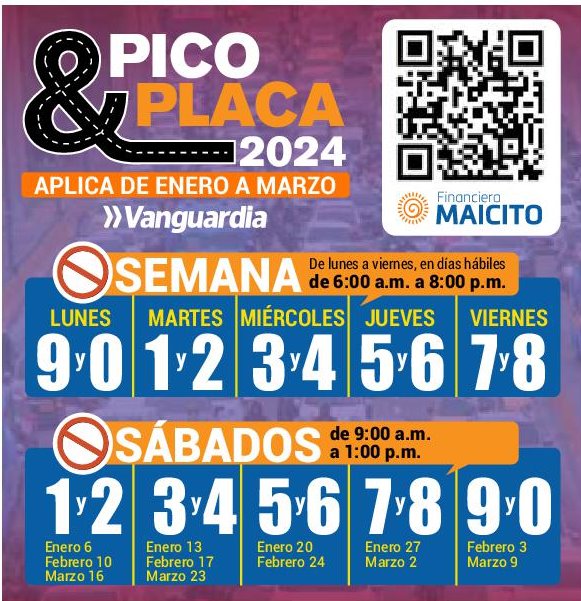 PICO
& PLACA
2024
APLICA DE ENERO A MARZO
Vanguardia
Financiera
MAICITO
SEMANA
De lunes a viernes, en días hábiles
de 6:00 a.m. a 8:00 p.m.
LUNES MARTES MIÉRCOLES JUEVES VIERNES
9 y 0 1 y 2 3 y 4 5 y 6 7 y 8
SÁBADOS
de 9:00 a.m.
a 1:00 p.m.
1 y 2 3 y 4 5 y 6 7 y 8 9 y 0
Enero 6 Enero 13 Enero 20 Enero 27 Febrero 3
Febrero 10 Febrero 17 Febrero 24 Marzo 2 Marzo 9
Marzo 16 Marzo 23